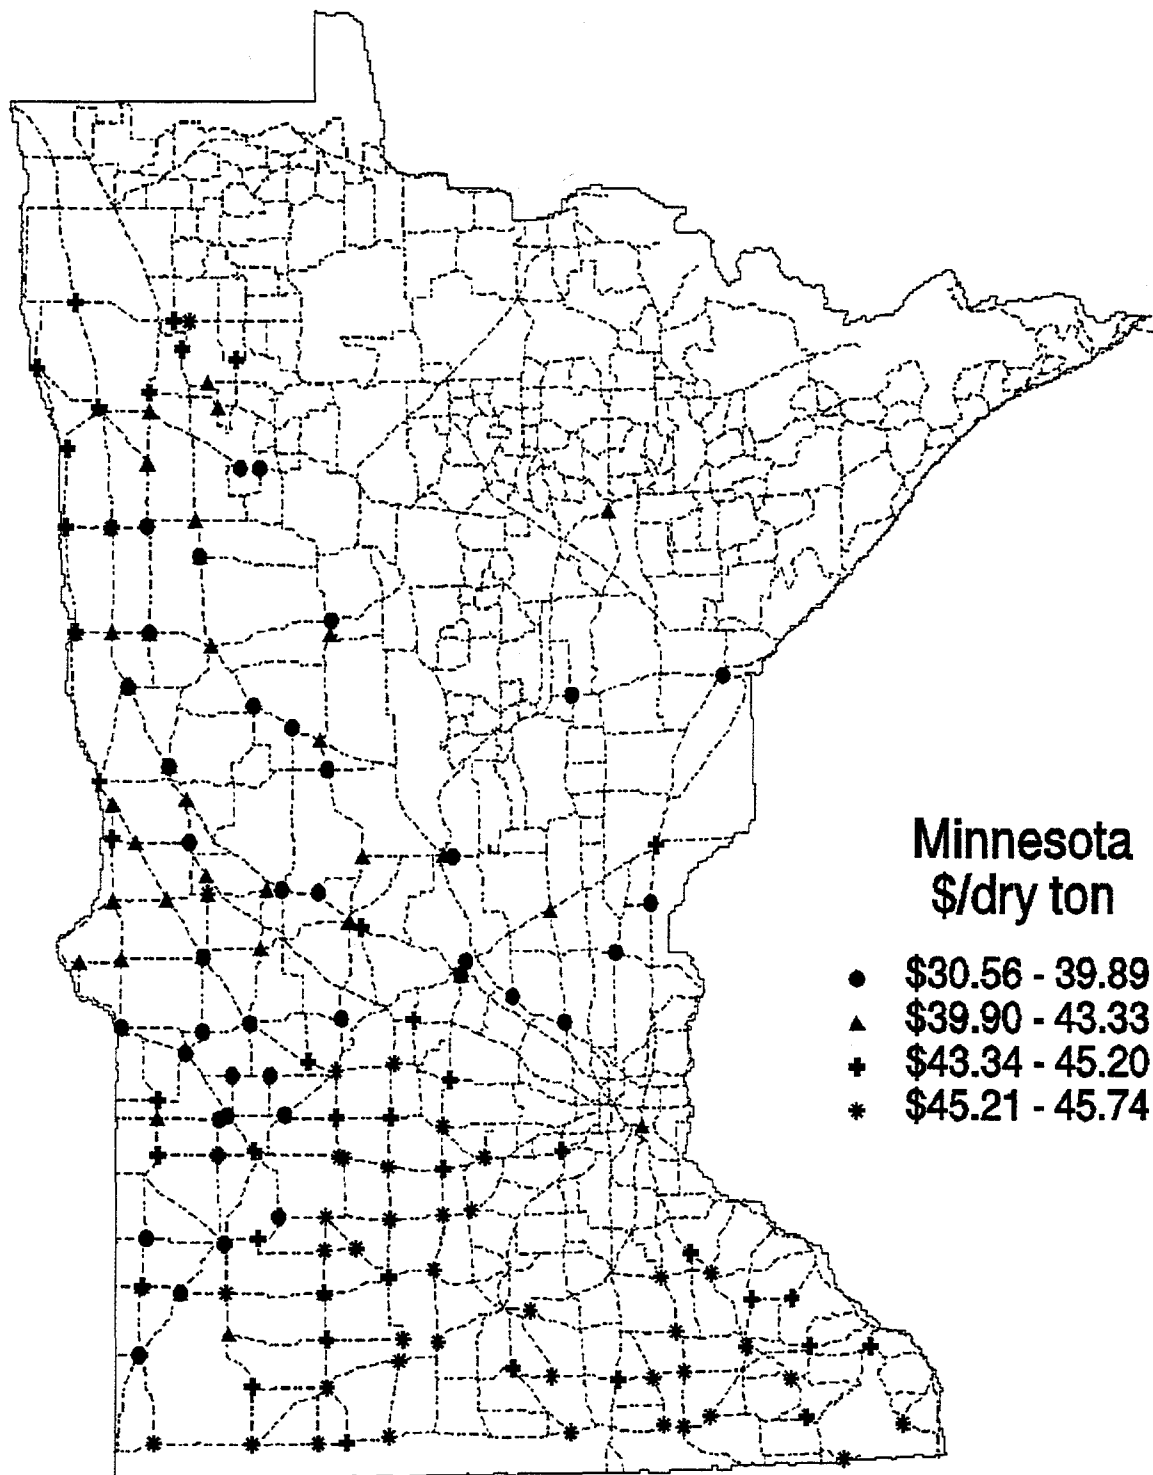 Minnesota
$/dry ton
$30.56 - 39.89
$39.90 - 43.33
$43.34 - 45.20
$45.21 - 45.74